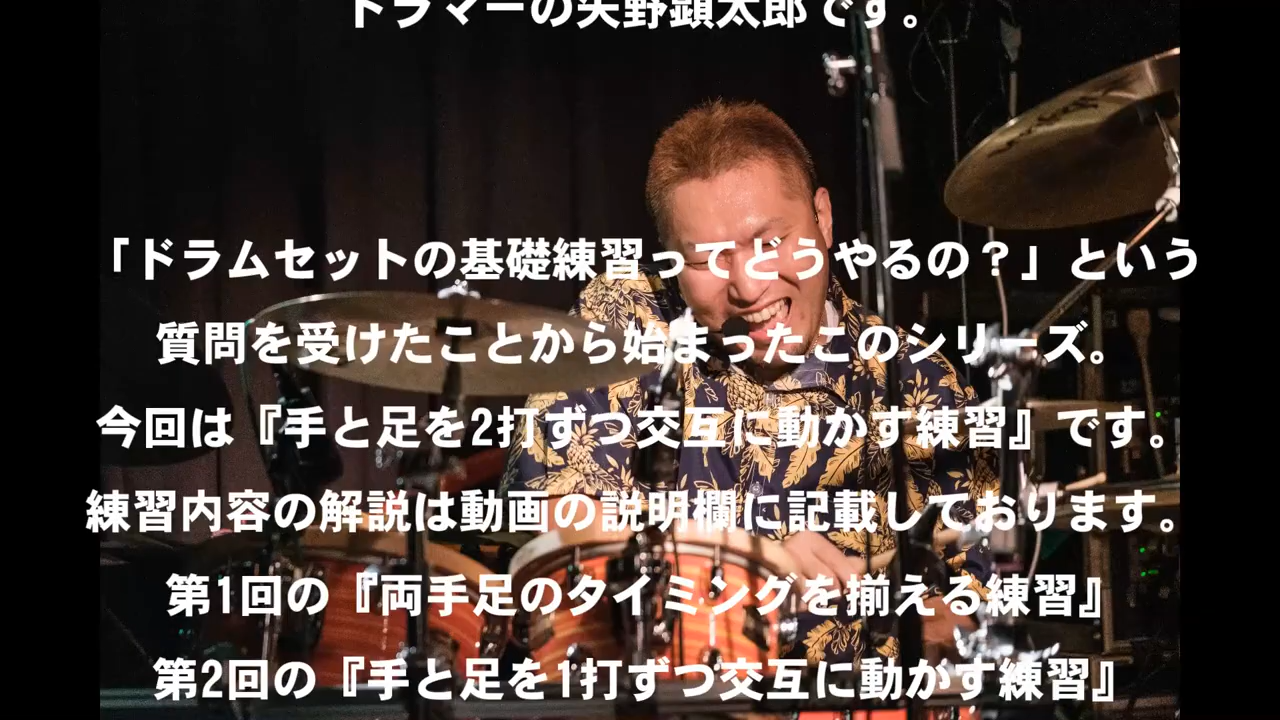 ドラマーの矢野顕太郎です。
「ドラムセットの基礎練習ってどうやるの？」という
質問を受けたことから始まったこのシリーズ。
今回は『手と足を2打ずつ交互に動かす練習』です。
練習内容の解説は動画の説明欄に記載しております。
第1回の『両手足のタイミングを揃える練習』
第2回の『手と足を1打ずつ交互に動かす練習』